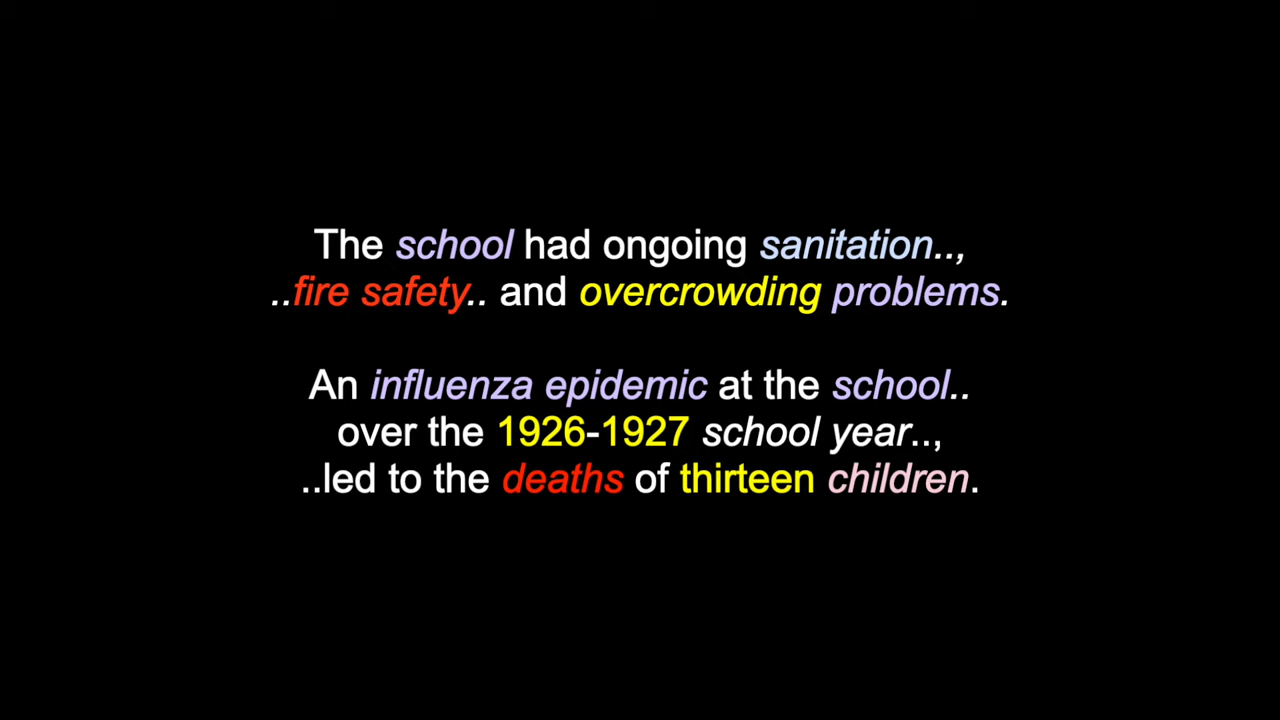 The school had ongoing sanitation..,
..fire safety.. and overcrowding problems.
An influenza epidemic at the school..
over the 1926-1927 school year..,
..led to the deaths of thirteen children.